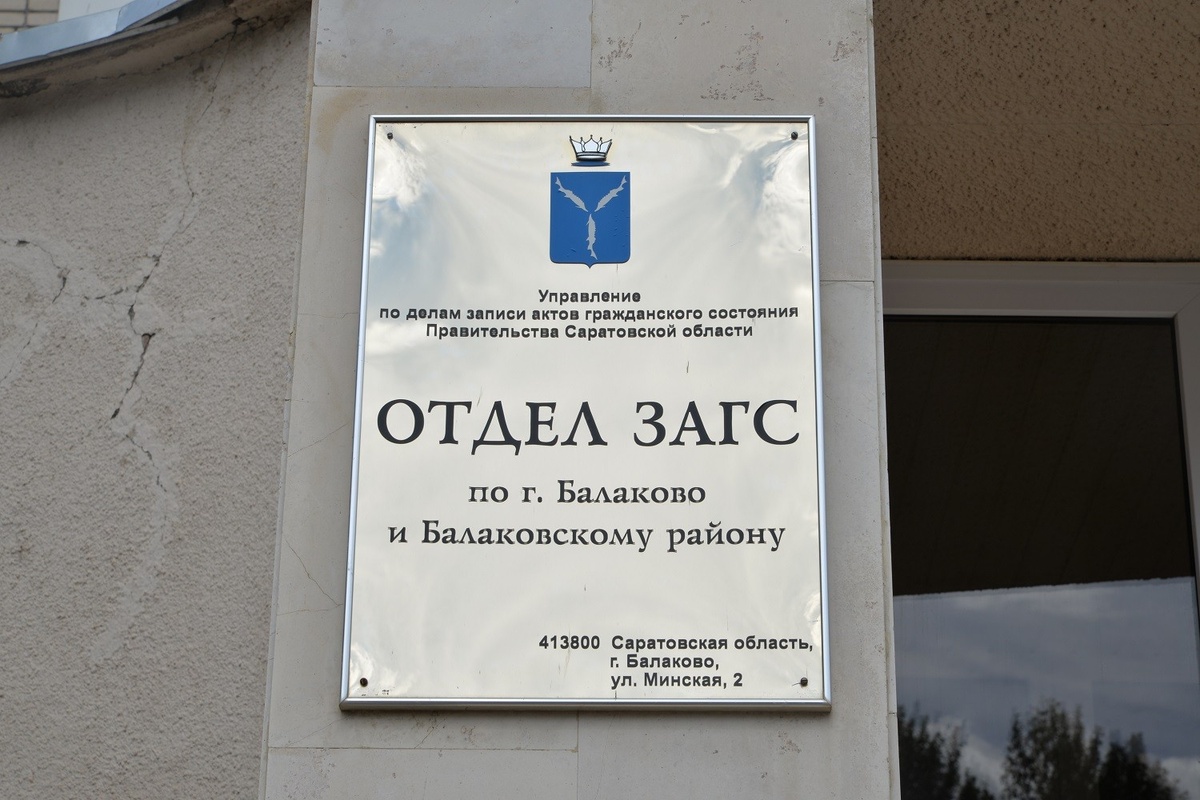 Управление
по делам записи актов гражданского состояния
Правительства Саратовской области
ОТДЕЛ ЗАГС
по г. Балаково
и Балаковскому району
413800 Саратовская область,
г. Балаково,
ул. Минская, 2